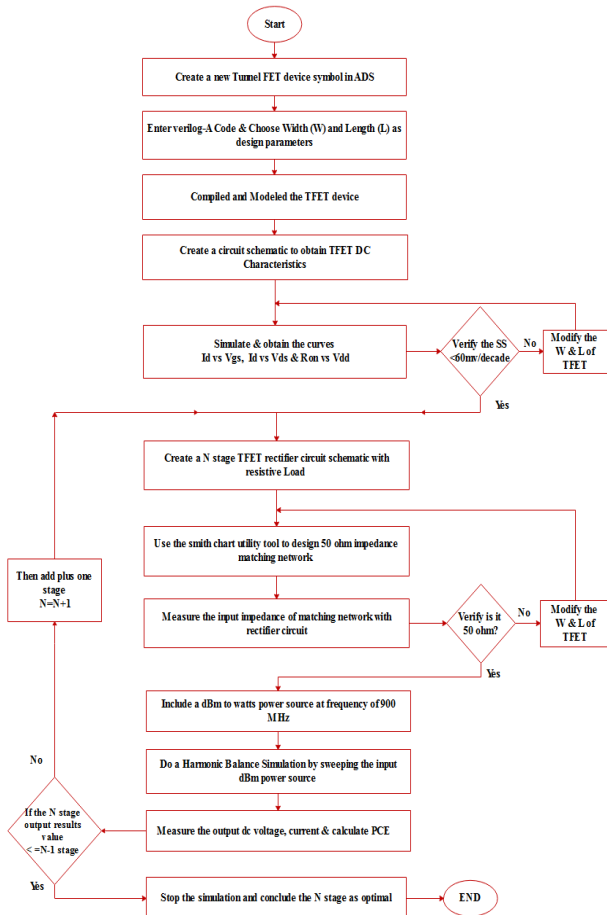 Start
Create a new Tunnel FET device symbol in ADS
Enter verilog-A Code & Choose Width (W) and Length (L) as
design parameters
Compiled and Modeled the TFET device
Create a circuit schematic to obtain TFET DC
Characteristics
Simulate & obtain the curves
Id vs Vgs, Id vs Vds & Ron vs Vdd
Verify the SS
<60mv/decade
No
Modify the
W & L of
TFET
Yes
Create a N stage TFET rectifier circuit schematic with
resistive Load
Use the smith chart utility tool to design 50 ohm impedance
matching network
Then add plus one
stage
N=N+1
Measure the input impedance of matching network with
rectifier circuit
Verify is it
50 ohm?
No
Modify the
W & L of
TFET
Yes
Include a dBm to watts power source at frequency of 900
MHz
No
Do a Harmonic Balance Simulation by sweeping the input
dBm power source
If the N stage
output results
value
< =N-1 stage
Measure the output dc voltage, current & calculate PCE
Yes
Stop the simulation and conclude the N stage as optimal
END